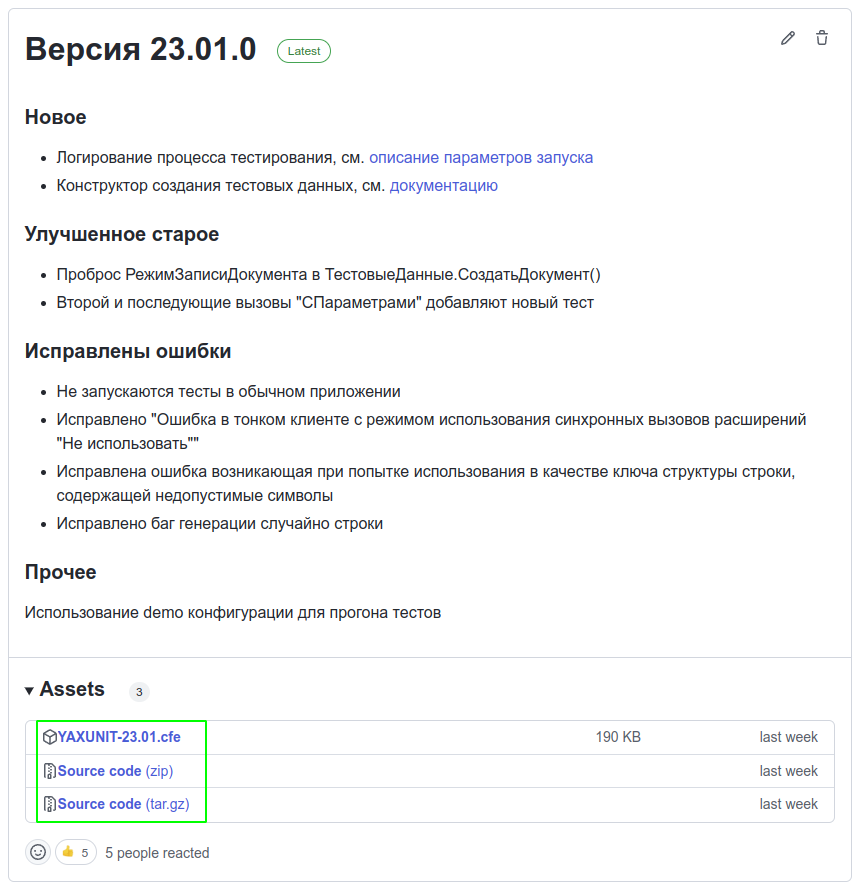 Версия 23.01.0 Latest
Новое
Логирование процесса тестирования, см. описание параметров запуска
Конструктор создания тестовых данных, см. документацию
Улучшенное старое
Проброс РежимЗаписиДокумента в ТестовыеДанные.СоздатьДокумент()
Второй и последующие вызовы "СПараметрами" добавляют новый тест
Исправлены ошибки
Не запускаются тесты в обычном приложении
Исправлено "Ошибка в тонком клиенте с режимом использования синхронных вызовов расширений
"Не использовать""
Исправлена ошибка возникающая при попытке использования в качестве ключа структуры строки,
содержащей недопустимые символы
Исправлено баг генерации случайно строки
Прочее
Использование demo конфигурации для прогона тестов
Assets 3
YAXUNIT-23.01.cfe 190 KB last week
Source code (zip) last week
Source code (tar.gz) last week
5 5 people reacted